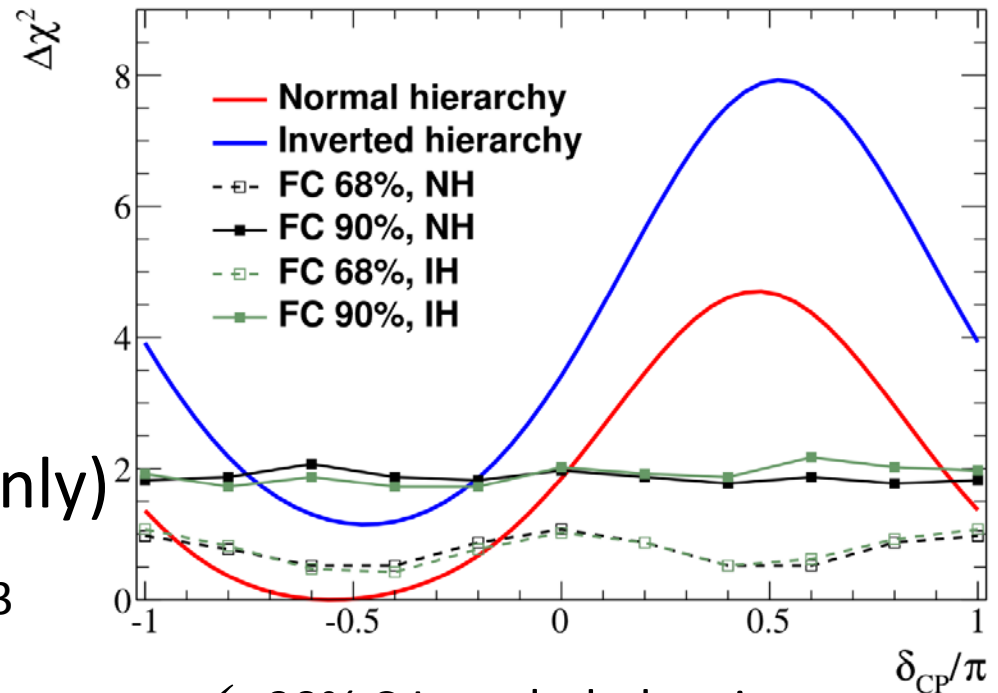 Δχ²
8
6
4
2
0
-1
-0.5
0
0.5
1
δCP/π
Normal hierarchy
Inverted hierarchy
FC 68%, NH
FC 90%, NH
FC 68%, IH
FC 90%, IH
nly)
3